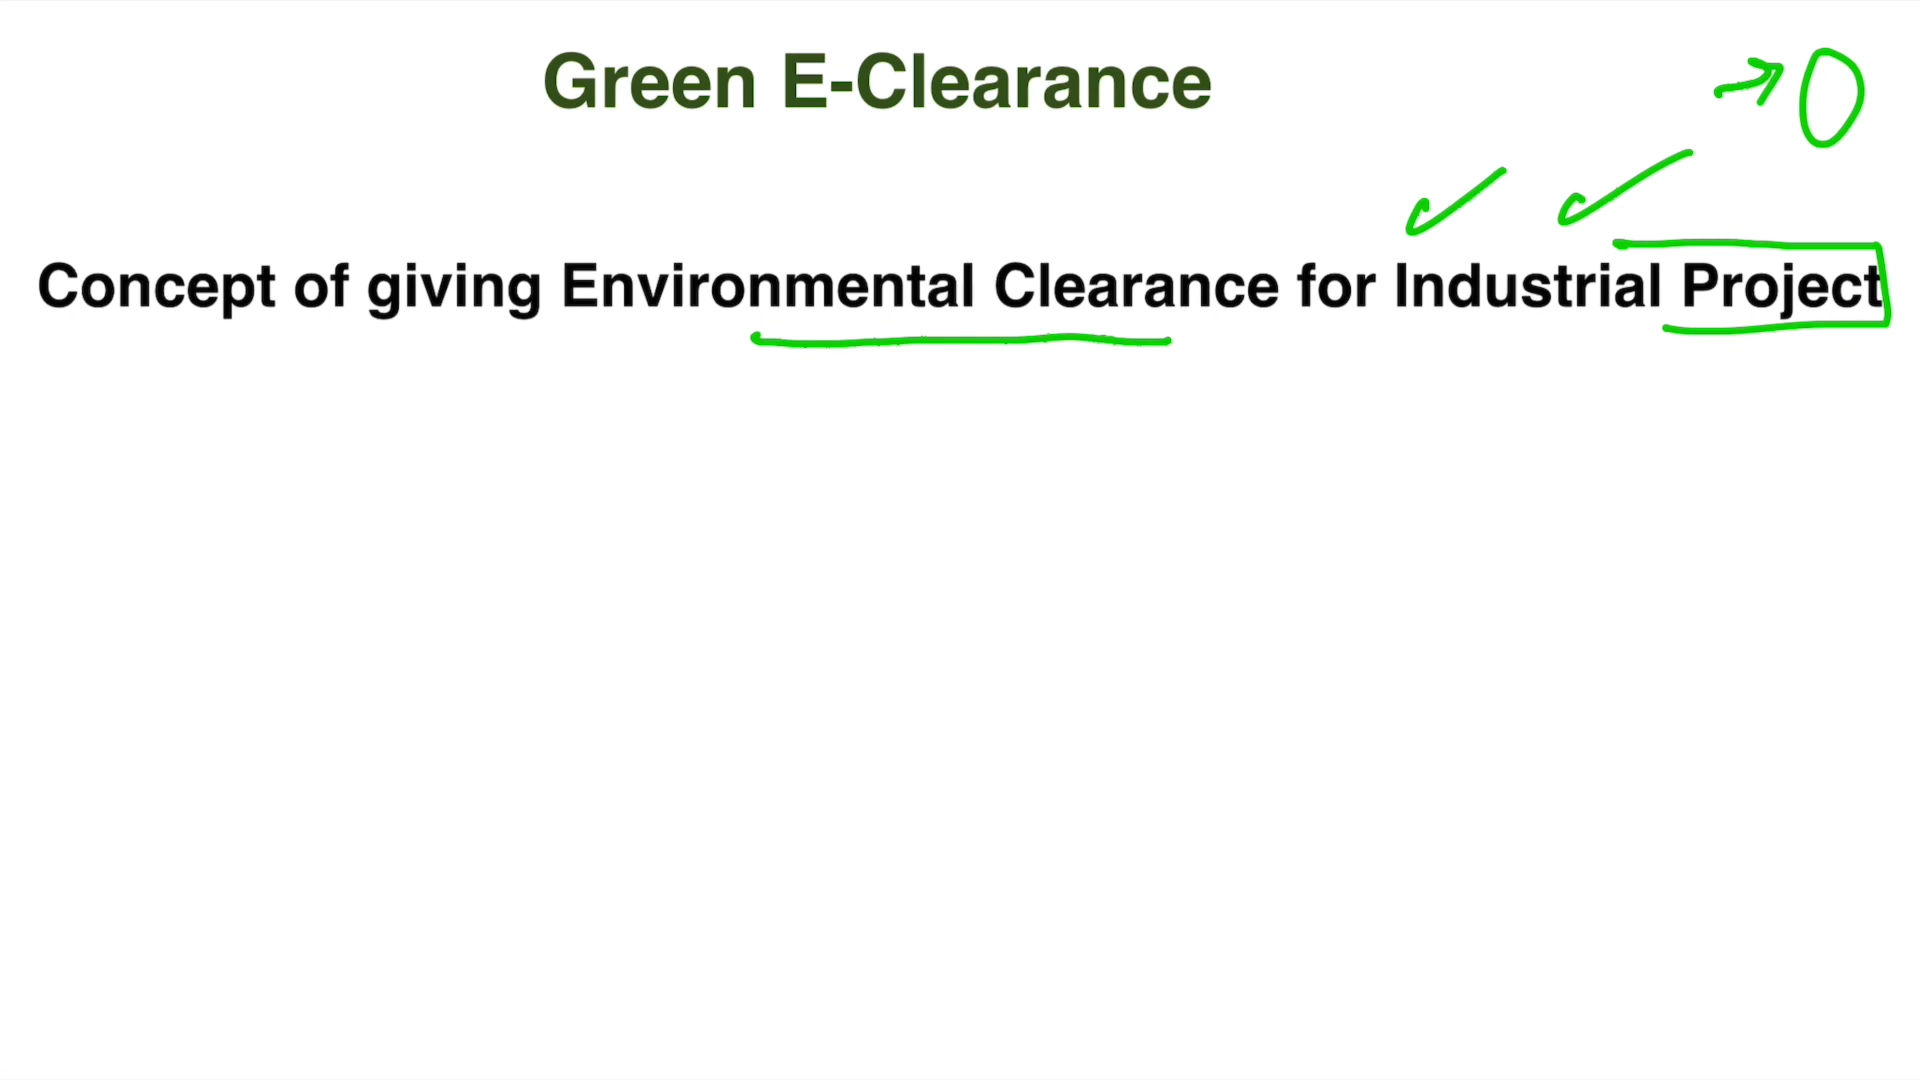 Green E-Clearance
Concept of giving Environmental Clearance for Industrial Project